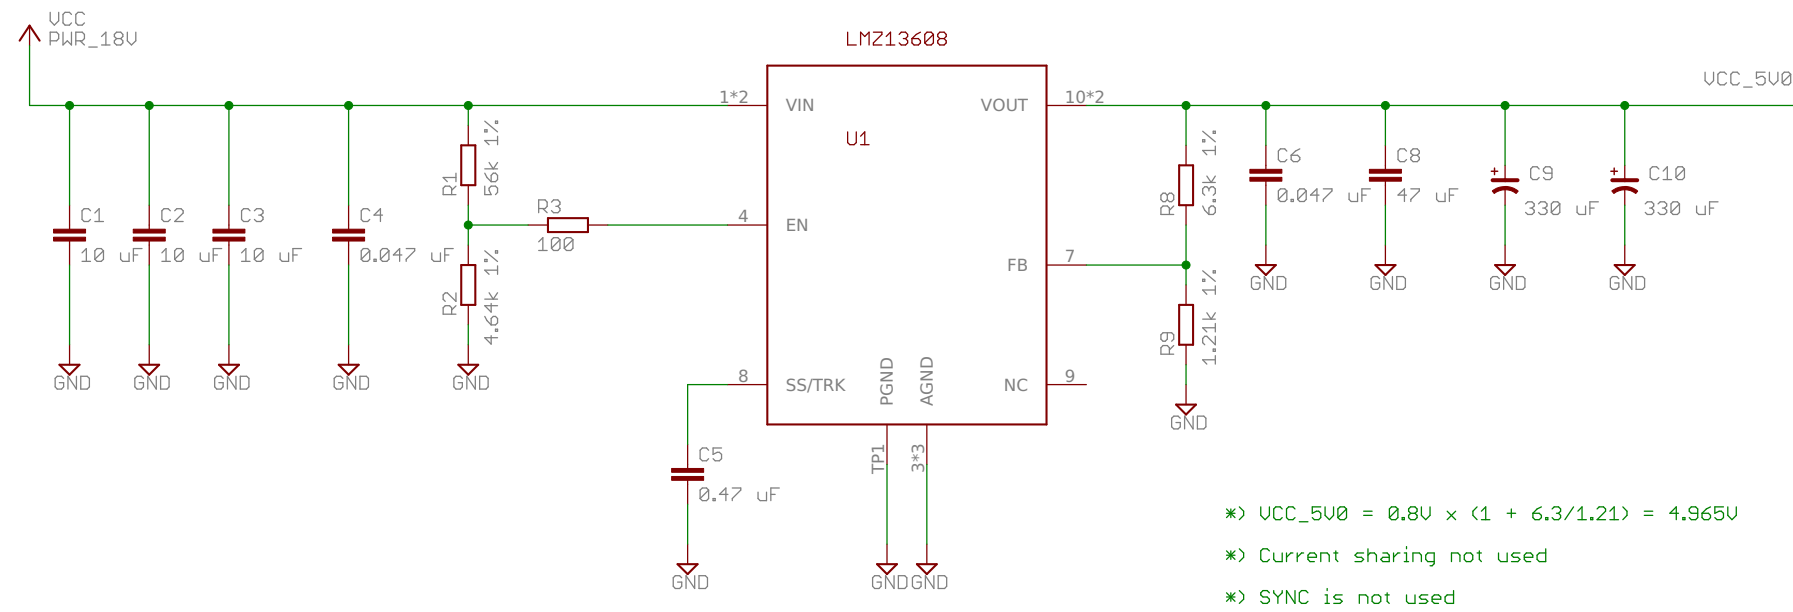 VCC
PWR_18V
LMZ13608
VCC_5V0
1*2
VIN
VOUT
10*2
U1
R1
56k 1%
R8
6.3k 1%
C6
0.047 uF
C8
47 uF
C9
330 uF
C10
330 uF
C1
10 uF
C2
10 uF
C3
10 uF
C4
0.047 uF
R3
100
4
EN
FB
7
R2
4.64k 1%
R9
1.21k 1%
GND
GND
GND
GND
GND
GND
GND
GND
GND
GND
8
SS/TRK
PGND
AGND
NC
9
TP1
3*3
C5
0.47 uF
GND
GND
GND
*) VCC_5V0 = 0.8V x (1 + 6.3/1.21) = 4.965V
*) Current sharing not used
*) SYNC is not used